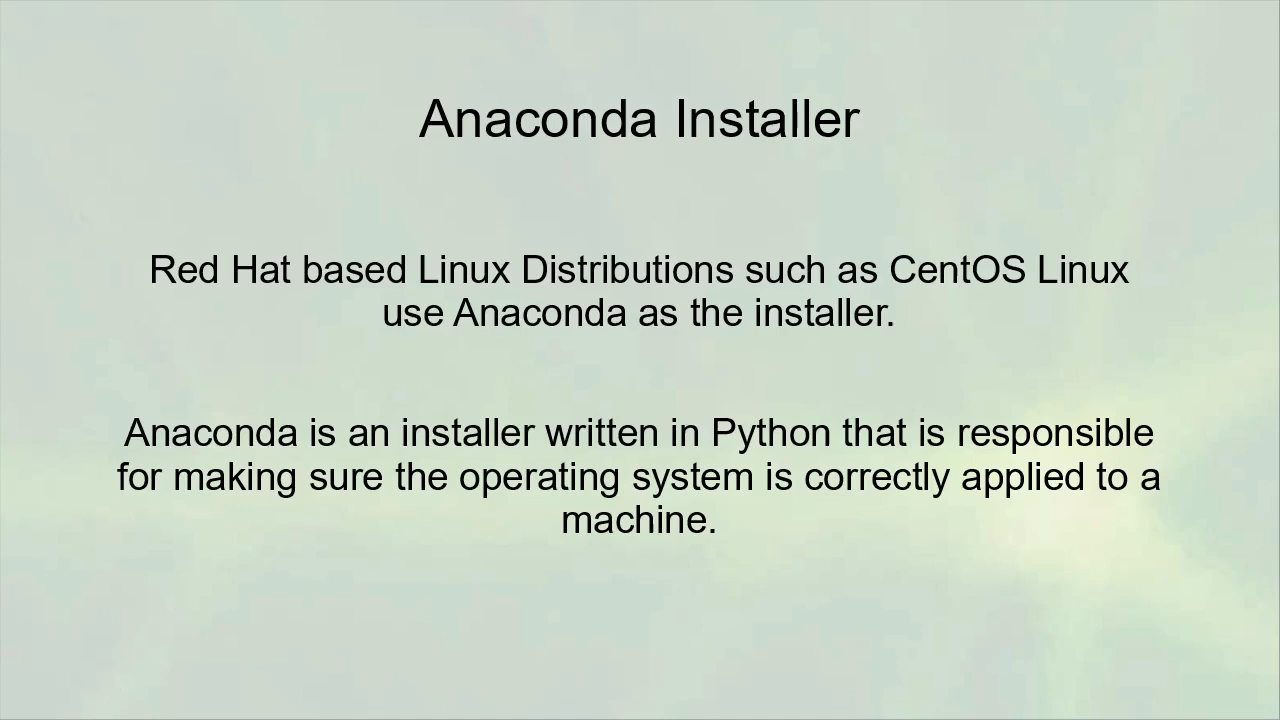 Anaconda Installer
Red Hat based Linux Distributions such as CentOS Linux
use Anaconda as the installer.
Anaconda is an installer written in Python that is responsible
for making sure the operating system is correctly applied to a
machine.